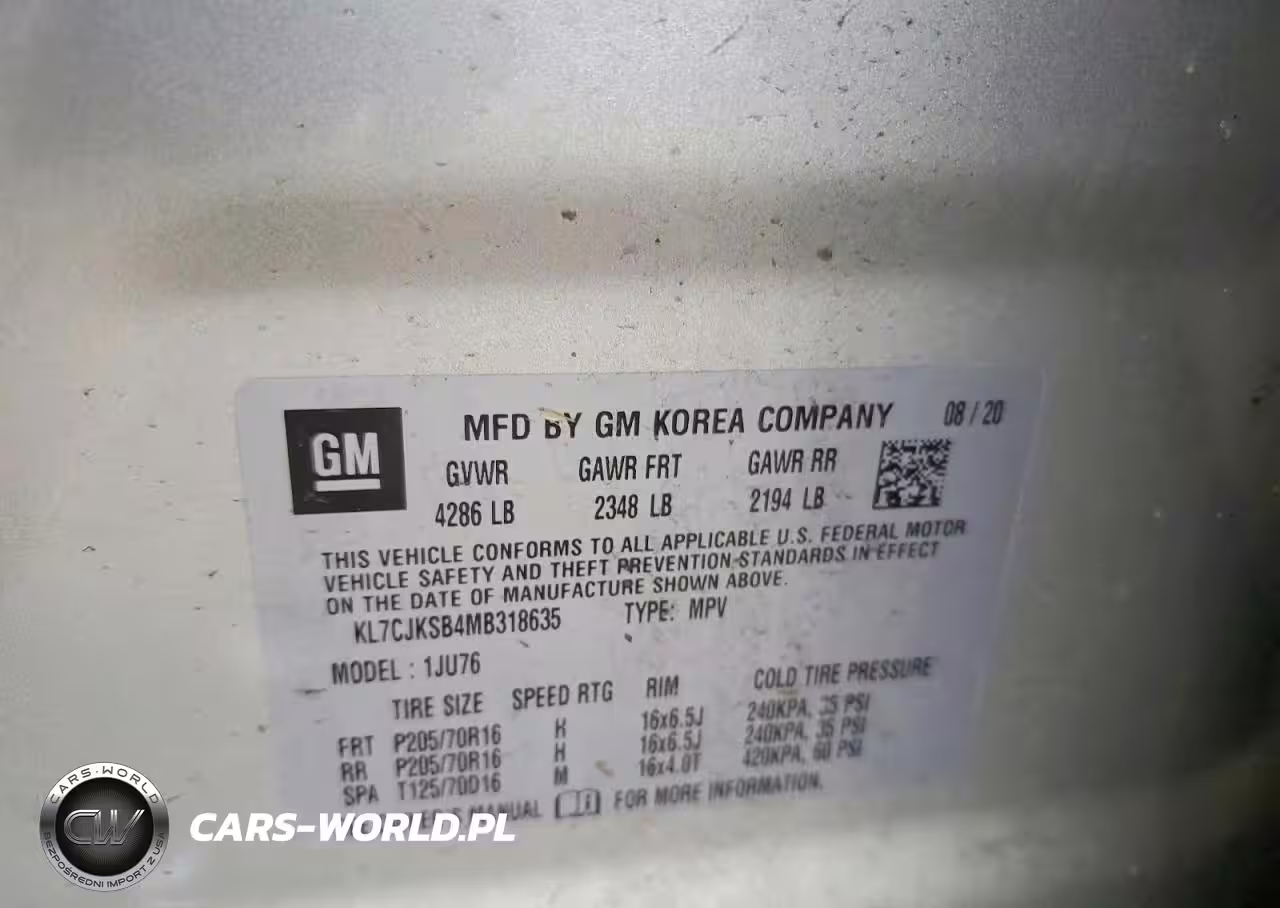 GM
MFD BY GM KOREA COMPANY 08/20
GVWR GAWR FRT GAWR RR
4286 LB 2348 LB 2194 LB
THIS VEHICLE CONFORMS TO ALL APPLICABLE U.S. FEDERAL MOTOR
VEHICLE SAFETY AND THEFT PREVENTION STANDARDS IN EFFECT
ON THE DATE OF MANUFACTURE SHOWN ABOVE.
KL7CJKSB4MB318635 TYPE: MPV
MODEL : 1JU76
TIRE SIZE SPEED RTG RIM COLD TIRE PRESSURE
FRT P205/70R16 H 16x6.5J 240KPA, 35 PSI
RR P205/70R16 H 16x6.5J 240KPA, 35 PSI
SPA T125/70D16 M 16x4.0T 420KPA, 60 PSI
MANUAL FOR MORE INFORMATION.
CARS-WORLD
CW
BEZPOŚREDNI IMPORT Z USA
CARS-WORLD.PL